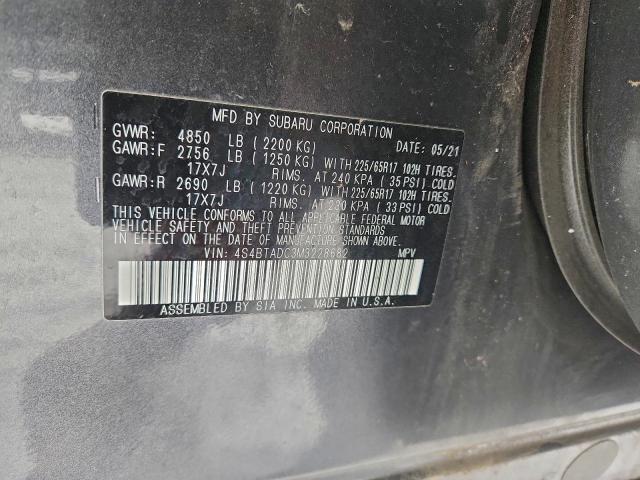 MFD BY SUBARU CORPORATION
GVWR: 4850 LB (2200 KG) 05/21
GAWR:F 2756 LB (1250 KG) WITH 225/65R17 102H TIRES.
17X7J RIMS. AT 240 KPA (35 PSI) COLD
GAWR:R 2690 LB (1220 KG) WITH 225/65R17 102H TIRES.
17X7J RIMS. AT 230 KPA (33 PSI) COLD
THIS VEHICLE CONFORMS TO ALL APPLICABLE FEDERAL MOTOR
VEHICLE SAFETY AND THEFT PREVENTION STANDARDS
IN EFFECT ON THE DATE OF MANUFACTURE SHOWN ABOVE.
VIN: 4S4BTADC3M3228682 MPV
ASSEMBLED BY SIA INC. MADE IN U.S.A.